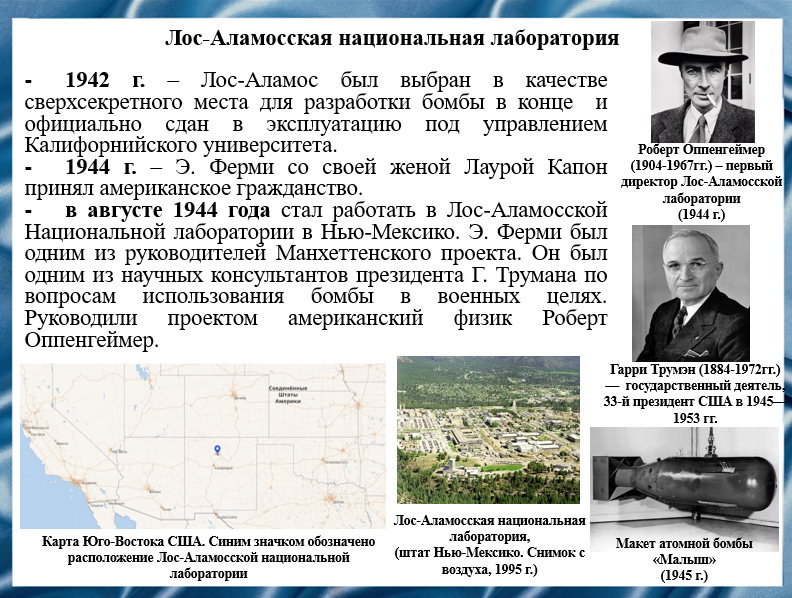 Лос-Аламосская национальная лаборатория
- 1942 г. – Лос-Аламос был выбран в качестве
сверхсекретного места для разработки бомбы в конце и
официально сдан в эксплуатацию под управлением
Калифорнийского университета.
- 1944 г. – Э. Ферми со своей женой Лаурой Капон
принял американское гражданство.
- в августе 1944 года стал работать в Лос-Аламосской
Национальной лаборатории в Нью-Мексико. Э. Ферми был
одним из руководителей Манхеттенского проекта. Он был
одним из научных консультантов президента Г. Трумана по
вопросам использования бомбы в военных целях.
Руководили проектом американский физик Роберт
Оппенгеймер.
Роберт Оппенгеймер
(1904-1967гг.) – первый
директор Лос-Аламосской
лаборатории
(1944 г.)
Гарри Трумэн (1884-1972гг.)
— государственный деятель,
33-й президент США в 1945—
1953 гг.
Соединённые
Штаты
Америки
Карта Юго-Востока США. Синим значком обозначено
расположение Лос-Аламосской национальной
лаборатории
Лос-Аламосская национальная
лаборатория,
(штат Нью-Мексико. Снимок с
воздуха, 1995 г.)
Макет атомной бомбы
«Малыш»
(1945 г.)